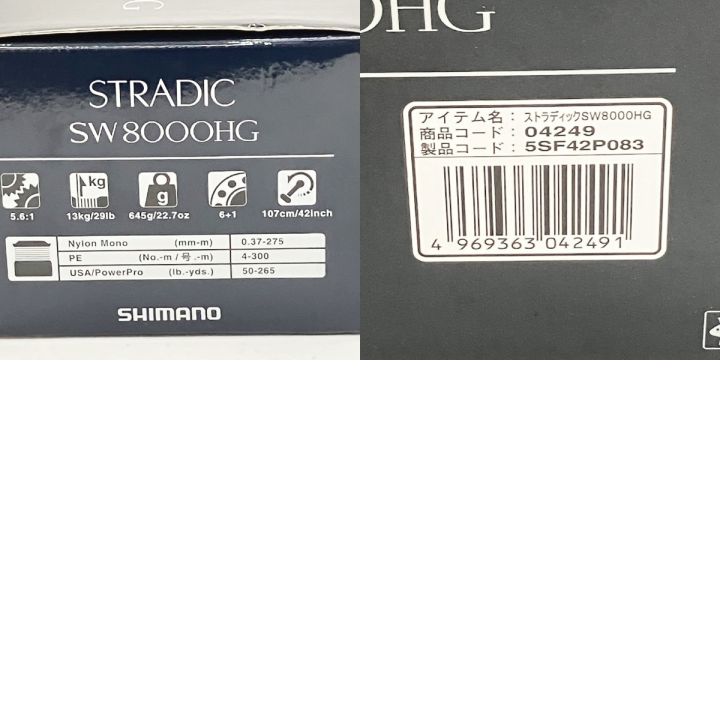 STRADIC
SW 8000HG
kg
g
5.6:1
13kg/29lb
645g/22.7oz
6+1
107cm/42inch
Nylon Mono (mm-m) 0.37-275
PE (No.-m / 号.-m) 4-300
USA/PowerPro (lb.-yds.) 50-265
SHIMANO
HG
アイテム名： ストラディックSW8000HG
商品コード： 04249
製品コード： 5SF42P083
4 969363 042491